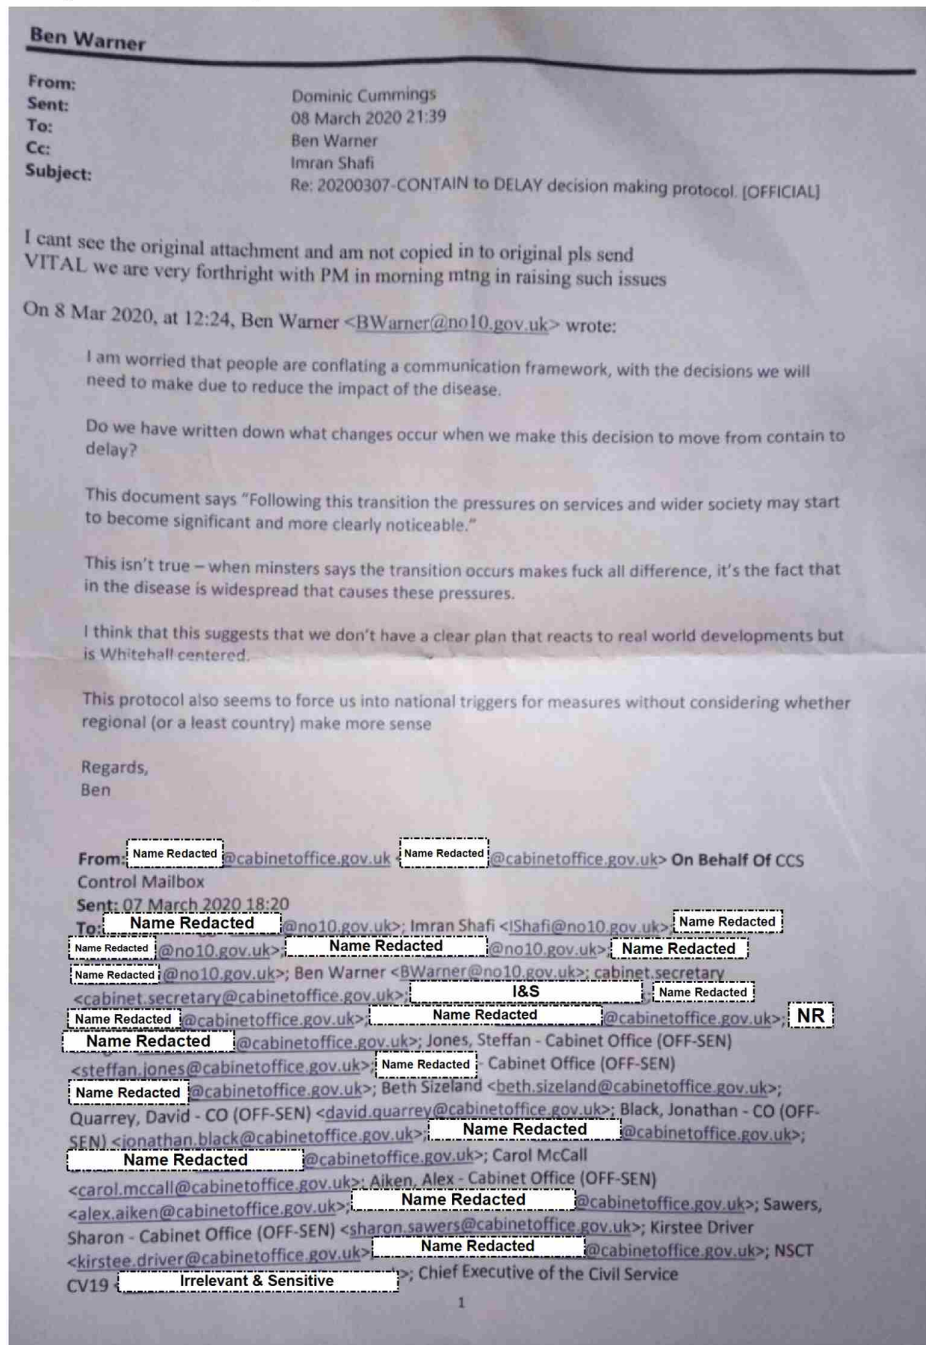 Ben Warner
From: Dominic Cummings
Sent: 08 March 2020 21:39
To: Ben Warner
Cc: Imran Shafi
Subject: Re: 20200307-CONTAIN to DELAY decision making protocol. [OFFICIAL]
I cant see the original attachment and am not copied in to original pls send
VITAL we are very forthright with PM in morning mtng in raising such issues
On 8 Mar 2020, at 12:24, Ben Warner <BWarner@no10.gov.uk> wrote:
I am worried that people are conflating a communication framework, with the decisions we will
need to make due to reduce the impact of the disease.
Do we have written down what changes occur when we make this decision to move from contain to
delay?
This document says “Following this transition the pressures on services and wider society may start
to become significant and more clearly noticeable.”
This isn’t true – when minsters says the transition occurs makes fuck all difference, it’s the fact that
in the disease is widespread that causes these pressures.
I think that this suggests that we don’t have a clear plan that reacts to real world developments but
is Whitehall centered.
This protocol also seems to force us into national triggers for measures without considering whether
regional (or a least country) make more sense
Regards,
Ben
From: Name Redacted @cabinetoffice.gov.uk < Name Redacted @cabinetoffice.gov.uk> On Behalf Of CCS
Control Mailbox
Sent: 07 March 2020 18:20
To: Name Redacted @no10.gov.uk>; Imran Shafi <IShafi@no10.gov.uk>; Name Redacted
Name Redacted @no10.gov.uk>; Name Redacted @no10.gov.uk>; Name Redacted
Name Redacted @no10.gov.uk>; Ben Warner <BWarner@no10.gov.uk>; cabinet.secretary
<cabinet.secretary@cabinetoffice.gov.uk>; I&S ; Name Redacted
Name Redacted @cabinetoffice.gov.uk>; Name Redacted @cabinetoffice.gov.uk>; NR
Name Redacted @cabinetoffice.gov.uk>; Jones, Steffan - Cabinet Office (OFF-SEN)
<steffan.jones@cabinetoffice.gov.uk>; Name Redacted - Cabinet Office (OFF-SEN)
Name Redacted @cabinetoffice.gov.uk>; Beth Sizeland <beth.sizeland@cabinetoffice.gov.uk>;
Quarrey, David - CO (OFF-SEN) <david.quarrey@cabinetoffice.gov.uk>; Black, Jonathan - CO (OFF-
SEN) <jonathan.black@cabinetoffice.gov.uk>; Name Redacted @cabinetoffice.gov.uk>;
Name Redacted @cabinetoffice.gov.uk>; Carol McCall
<carol.mccall@cabinetoffice.gov.uk>; Aiken, Alex - Cabinet Office (OFF-SEN)
<alex.aiken@cabinetoffice.gov.uk>; Name Redacted @cabinetoffice.gov.uk>; Sawers,
Sharon - Cabinet Office (OFF-SEN) <sharon.sawers@cabinetoffice.gov.uk>; Kirstee Driver
<kirstee.driver@cabinetoffice.gov.uk> Name Redacted @cabinetoffice.gov.uk>; NSCT
CV19 < Irrelevant & Sensitive >; Chief Executive of the Civil Service
1